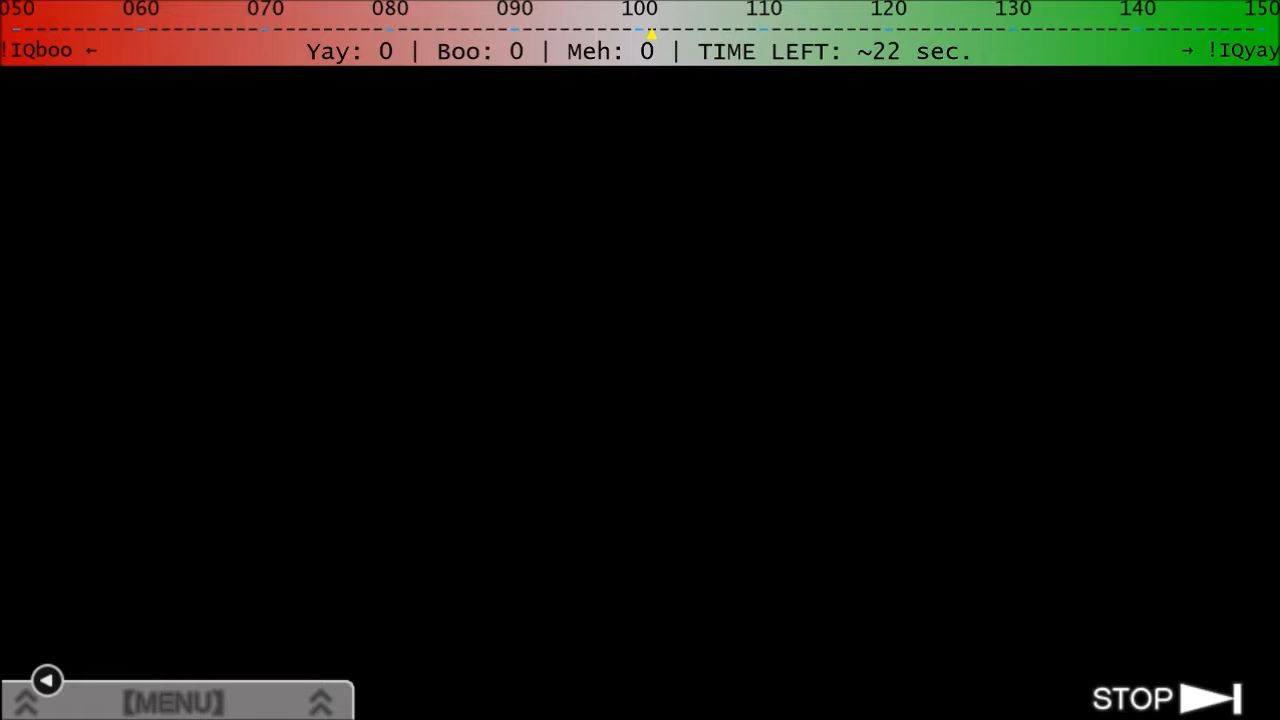 050 060 070 080 090 100 110 120 130 140 150
!IQboo ← Yay: 0 | Boo: 0 | Meh: 0 | TIME LEFT: ~22 sec. → !IQyay
【MENU】 STOP